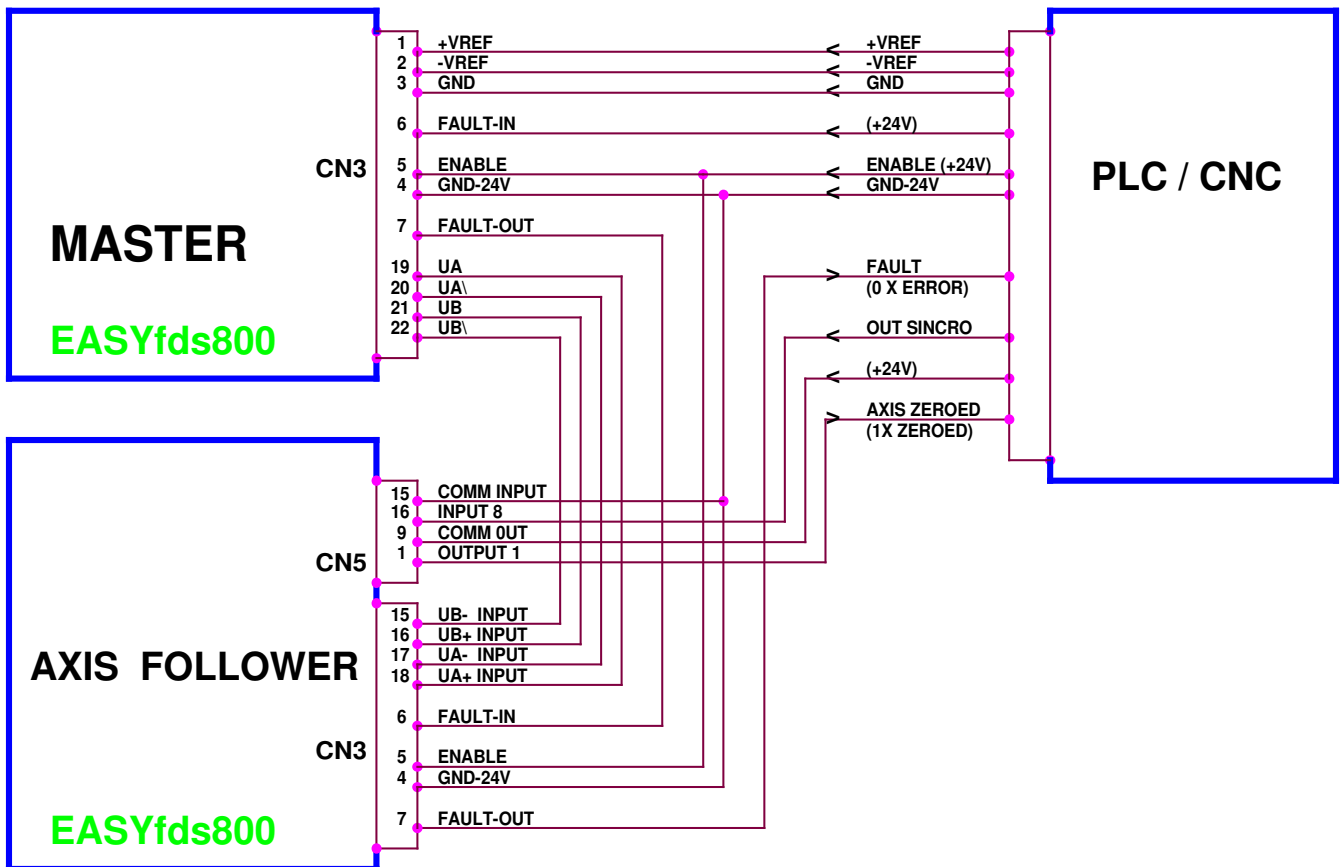 1 +VREF +VREF
2 -VREF -VREF
3 GND GND
6 FAULT-IN (+24V)
CN3
5 ENABLE ENABLE (+24V)
4 GND-24V GND-24V
PLC / CNC
7 FAULT-OUT
MASTER
19 UA FAULT
20 UA\ (0 X ERROR)
21 UB
22 UB\ OUT SINCRO
EASYfds800
(+24V)
AXIS ZEROED
(1X ZEROED)
15 COMM INPUT
16 INPUT 8
9 COMM 0UT
1 OUTPUT 1
CN5
15 UB- INPUT
16 UB+ INPUT
17 UA- INPUT
18 UA+ INPUT
AXIS FOLLOWER
6 FAULT-IN
CN3
5 ENABLE
4 GND-24V
7 FAULT-OUT
EASYfds800